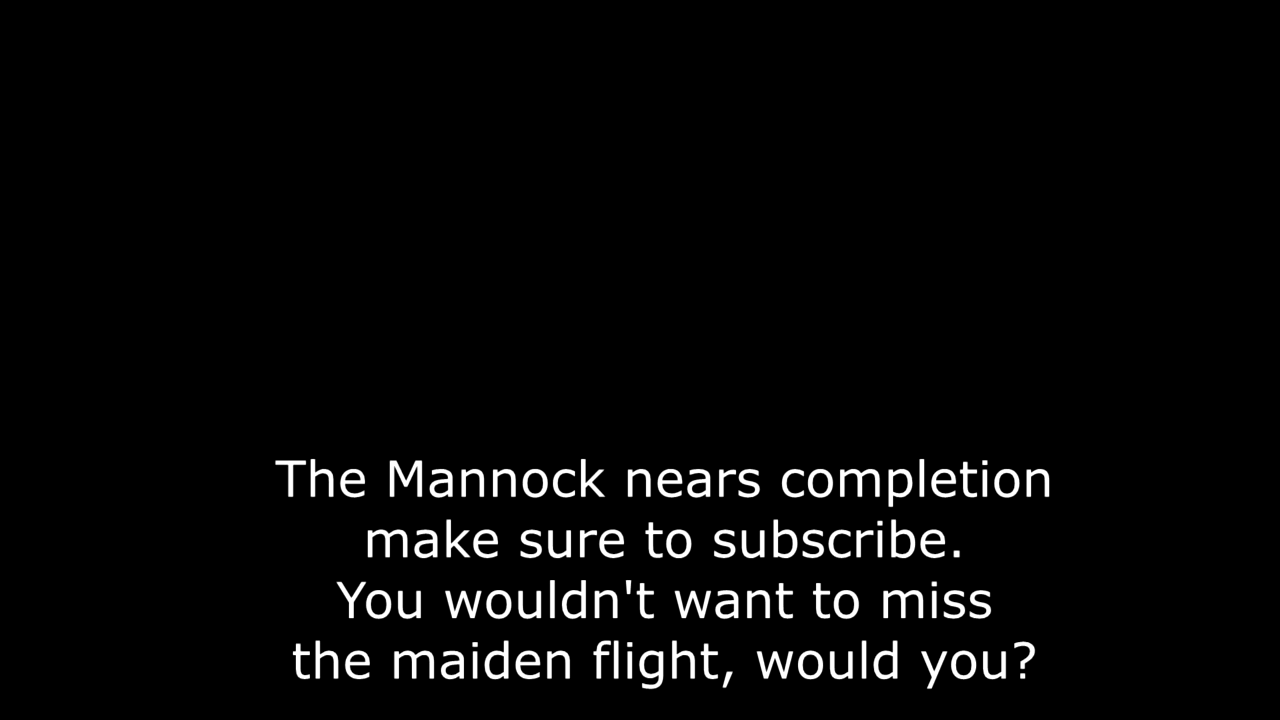 The Mannock nears completion
make sure to subscribe.
You wouldn't want to miss
the maiden flight, would you?